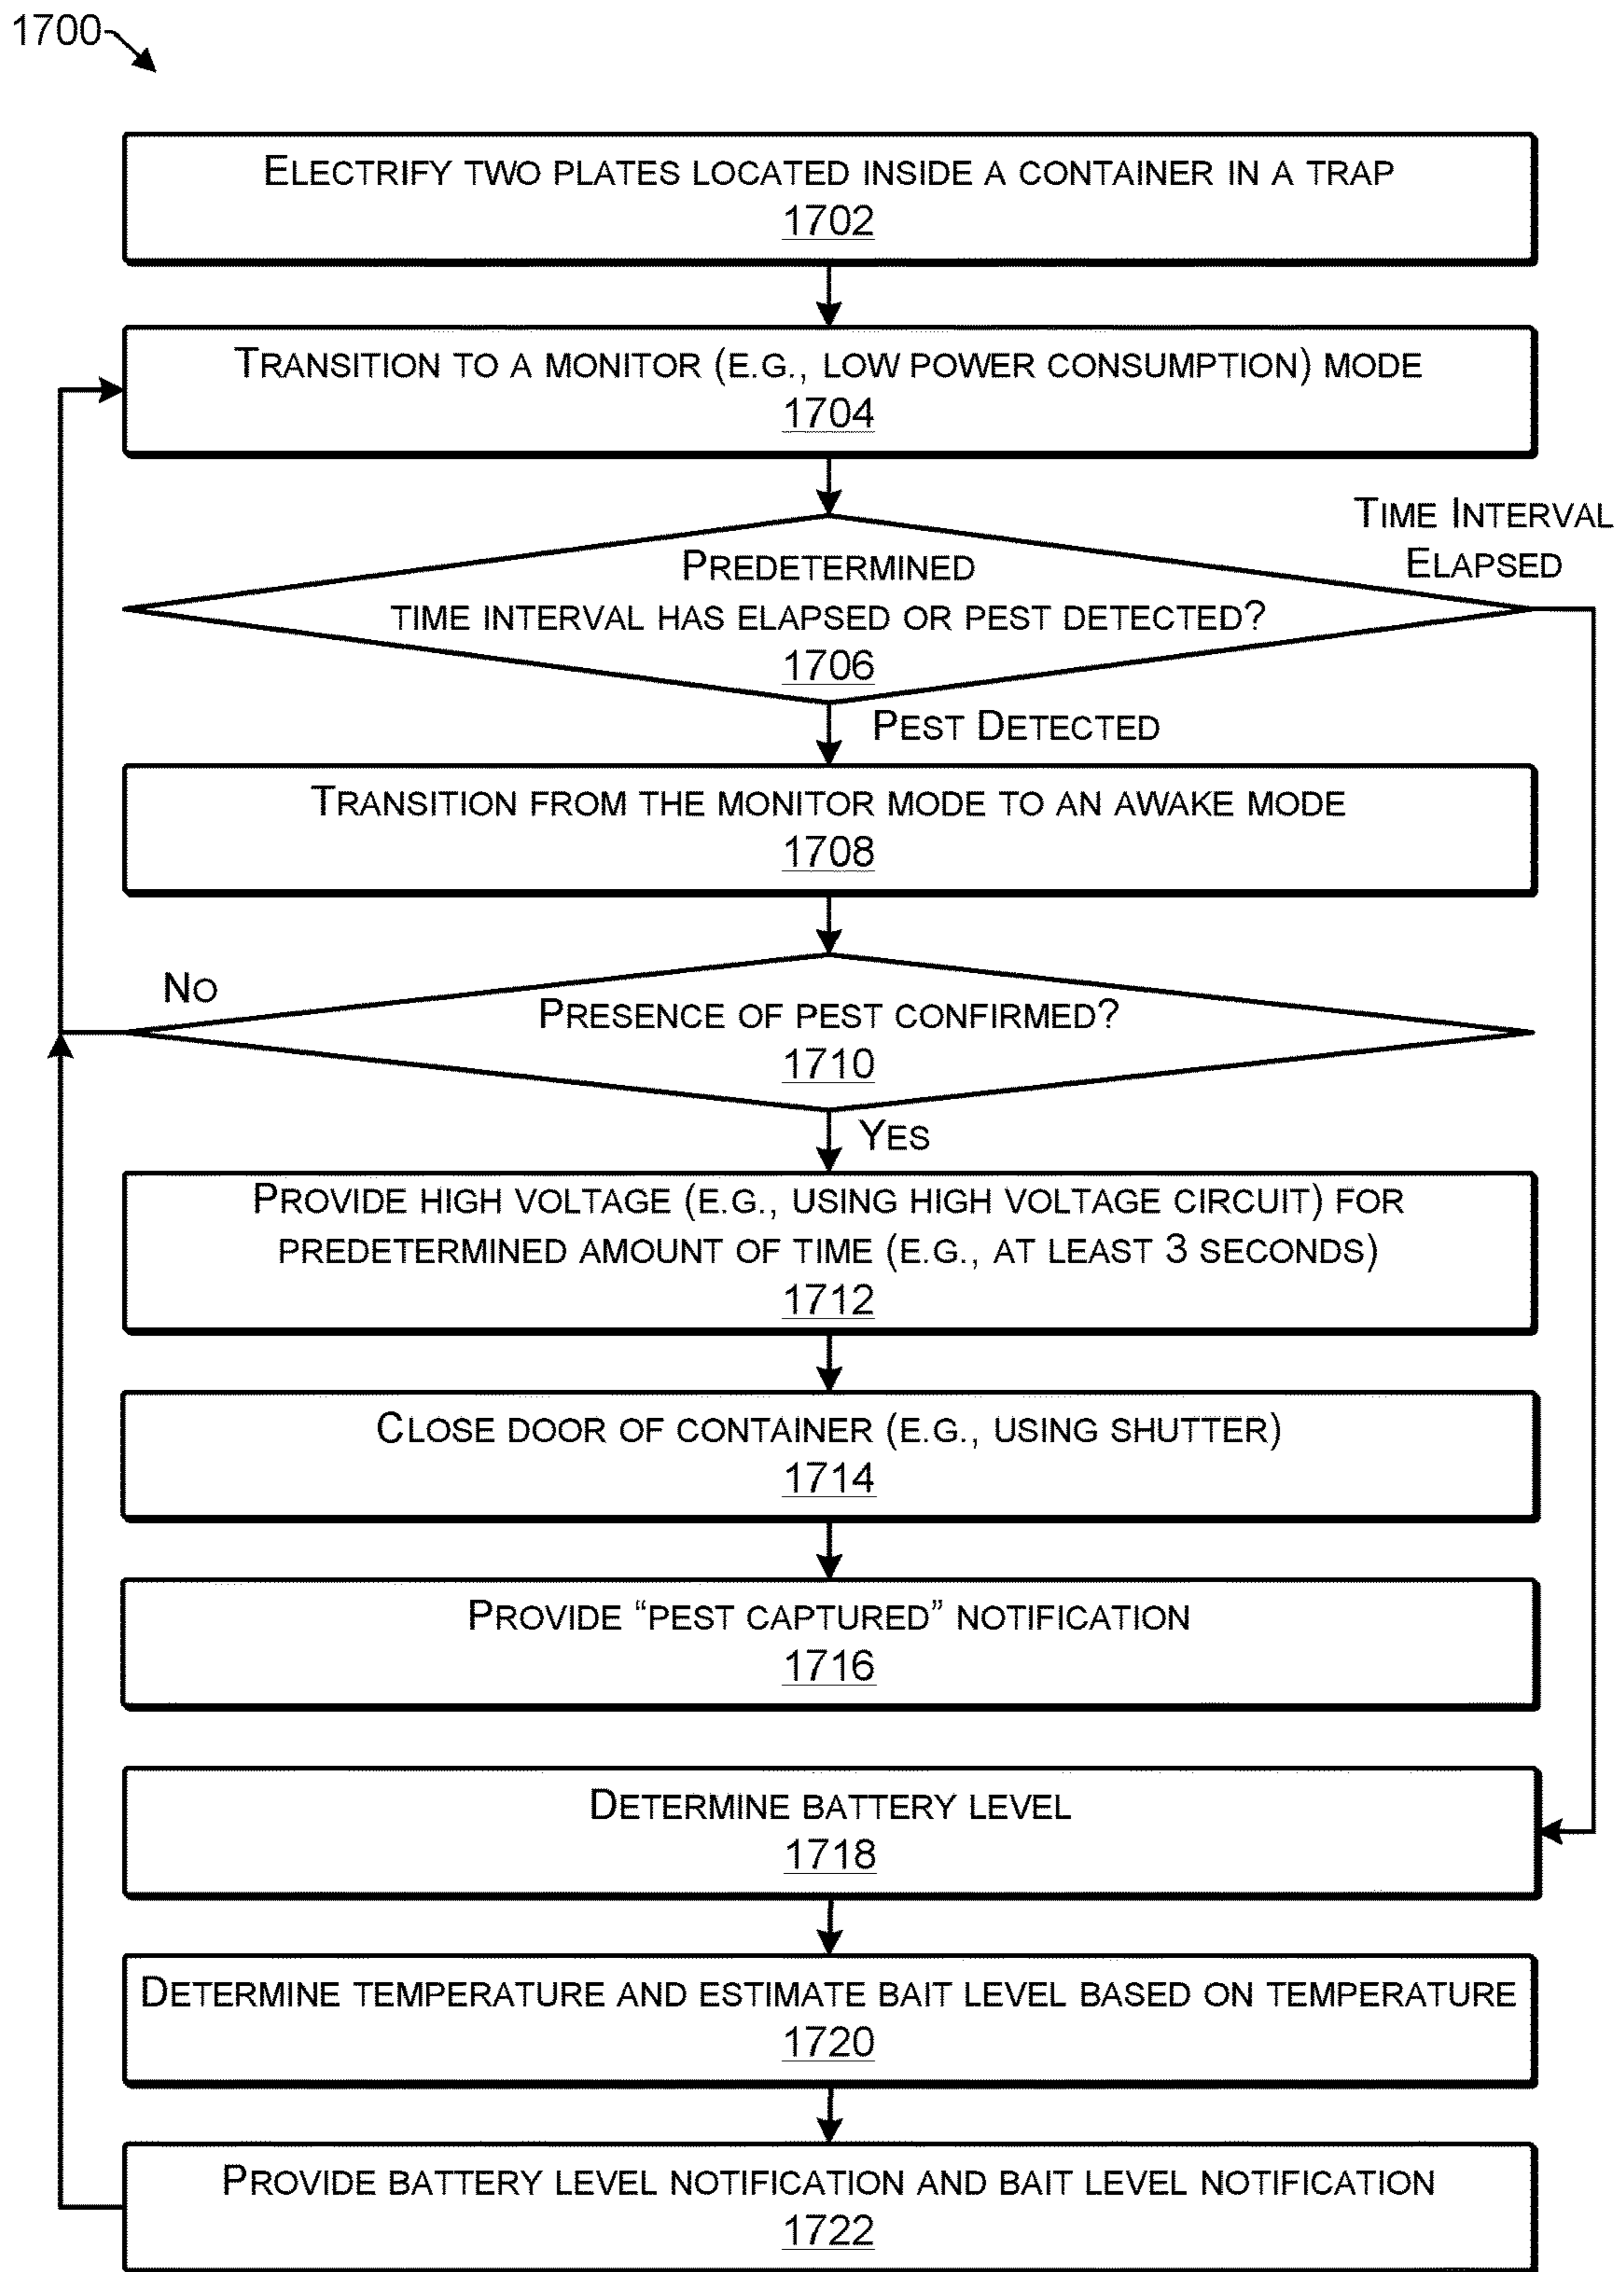 1700
ELECTRIFY TWO PLATES LOCATED INSIDE A CONTAINER IN A TRAP
1702
TRANSITION TO A MONITOR (E.G., LOW POWER CONSUMPTION) MODE
1704
TIME INTERVAL
ELAPSED
PREDETERMINED
TIME INTERVAL HAS ELAPSED OR PEST DETECTED?
1706
PEST DETECTED
TRANSITION FROM THE MONITOR MODE TO AN AWAKE MODE
1708
NO
PRESENCE OF PEST CONFIRMED?
1710
YES
PROVIDE HIGH VOLTAGE (E.G., USING HIGH VOLTAGE CIRCUIT) FOR
PREDETERMINED AMOUNT OF TIME (E.G., AT LEAST 3 SECONDS)
1712
CLOSE DOOR OF CONTAINER (E.G., USING SHUTTER)
1714
PROVIDE “PEST CAPTURED” NOTIFICATION
1716
DETERMINE BATTERY LEVEL
1718
DETERMINE TEMPERATURE AND ESTIMATE BAIT LEVEL BASED ON TEMPERATURE
1720
PROVIDE BATTERY LEVEL NOTIFICATION AND BAIT LEVEL NOTIFICATION
1722